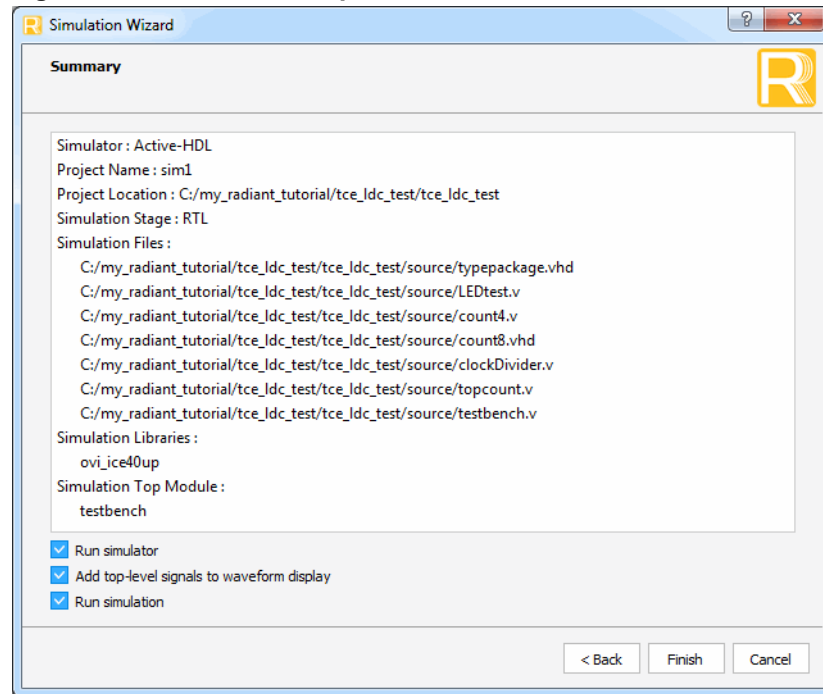 Simulation Wizard
Summary
Simulator : Active-HDL
Project Name : sim1
Project Location : C:/my_radiant_tutorial/tce_ldc_test/tce_ldc_test
Simulation Stage : RTL
Simulation Files :
C:/my_radiant_tutorial/tce_ldc_test/tce_ldc_test/source/typepackage.vhd
C:/my_radiant_tutorial/tce_ldc_test/tce_ldc_test/source/LEDtest.v
C:/my_radiant_tutorial/tce_ldc_test/tce_ldc_test/source/count4.v
C:/my_radiant_tutorial/tce_ldc_test/tce_ldc_test/source/count8.vhd
C:/my_radiant_tutorial/tce_ldc_test/tce_ldc_test/source/clockDivider.v
C:/my_radiant_tutorial/tce_ldc_test/tce_ldc_test/source/topcount.v
C:/my_radiant_tutorial/tce_ldc_test/tce_ldc_test/source/testbench.v
Simulation Libraries :
ovi_ice40up
Simulation Top Module :
testbench
Run simulator
Add top-level signals to waveform display
Run simulation
< Back Finish Cancel